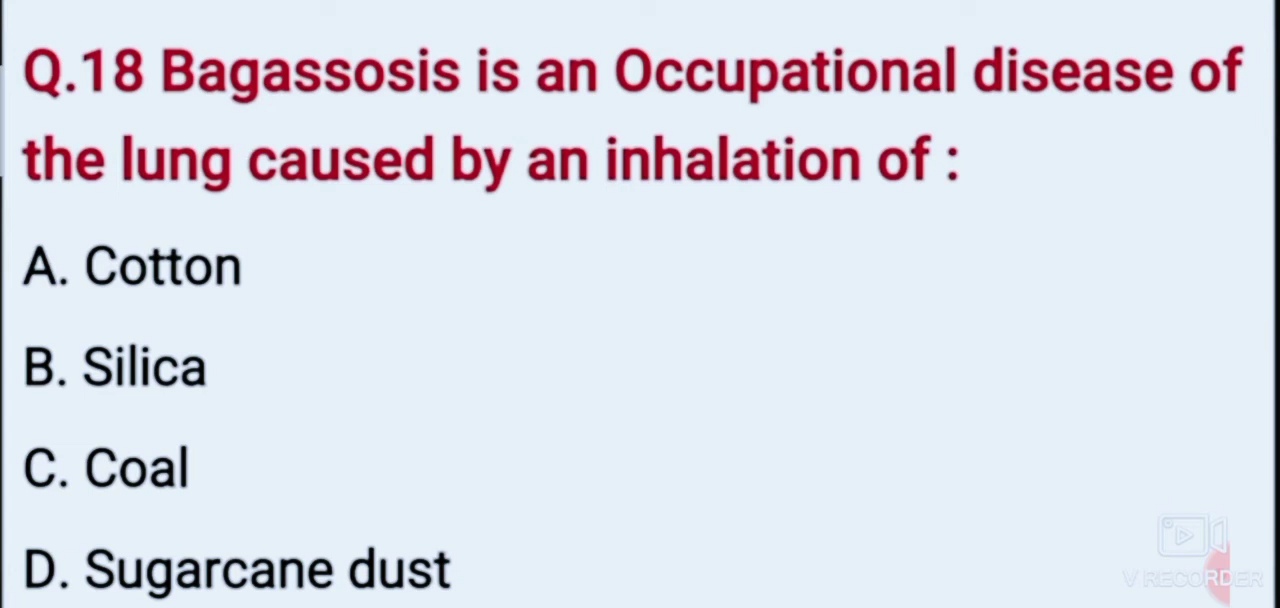 Q.18 Bagassosis is an Occupational disease of
the lung caused by an inhalation of :
A. Cotton
B. Silica
C. Coal
D. Sugarcane dust
V RECORDER